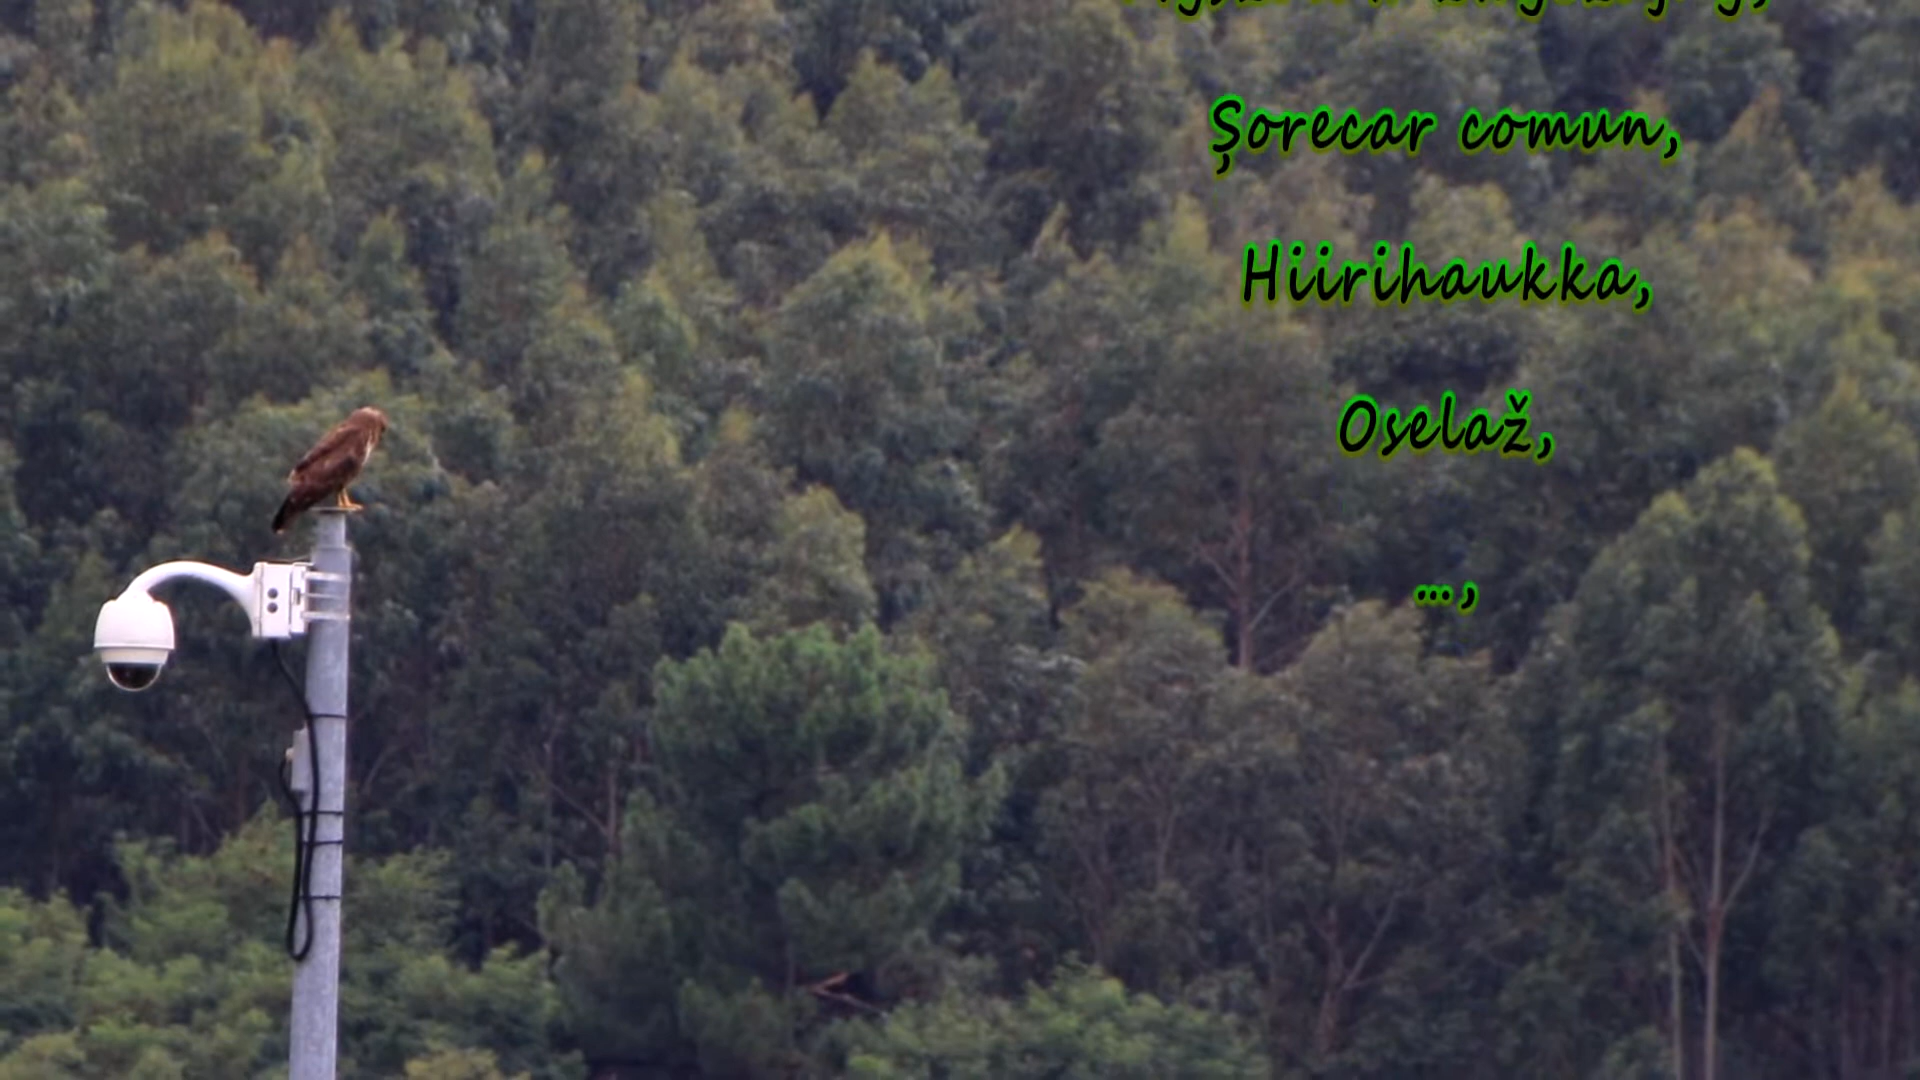 Șorecar comun,
Hiirihaukka,
Oselaž,
...,